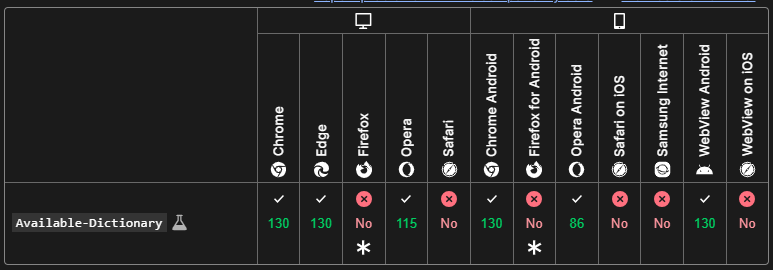 Chrome
Edge
Firefox
Opera
Safari
Chrome Android
Firefox for Android
Opera Android
Safari on iOS
Samsung Internet
WebView Android
WebView on iOS
Available-Dictionary
130 130 No 115 No 130 No 86 No No 130 No
* *